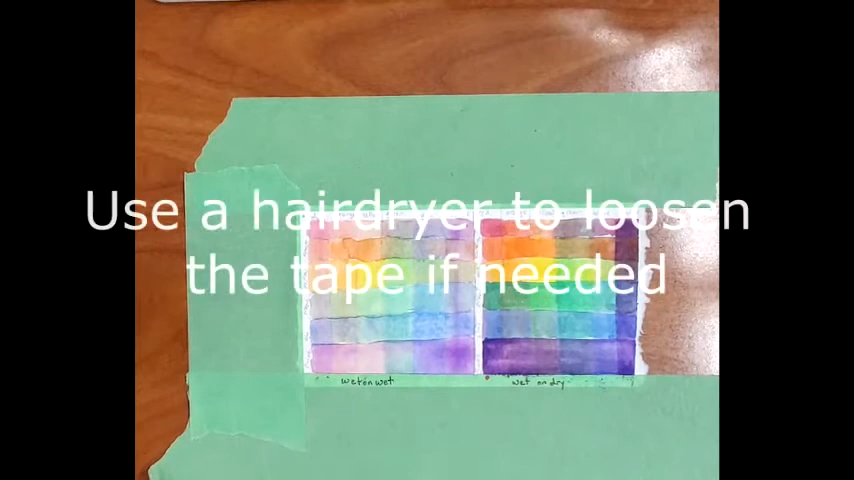 Use a hairdryer to loosen
the tape if needed
wet on wet
wet on dry